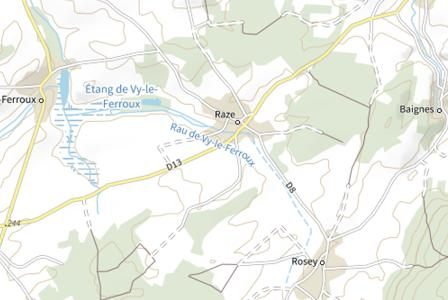 Étang de Vy-le-
Ferroux
Ferroux
Raze
Baignes
Rau de Vy-le-Ferroux
D13
D8
244
Rosey